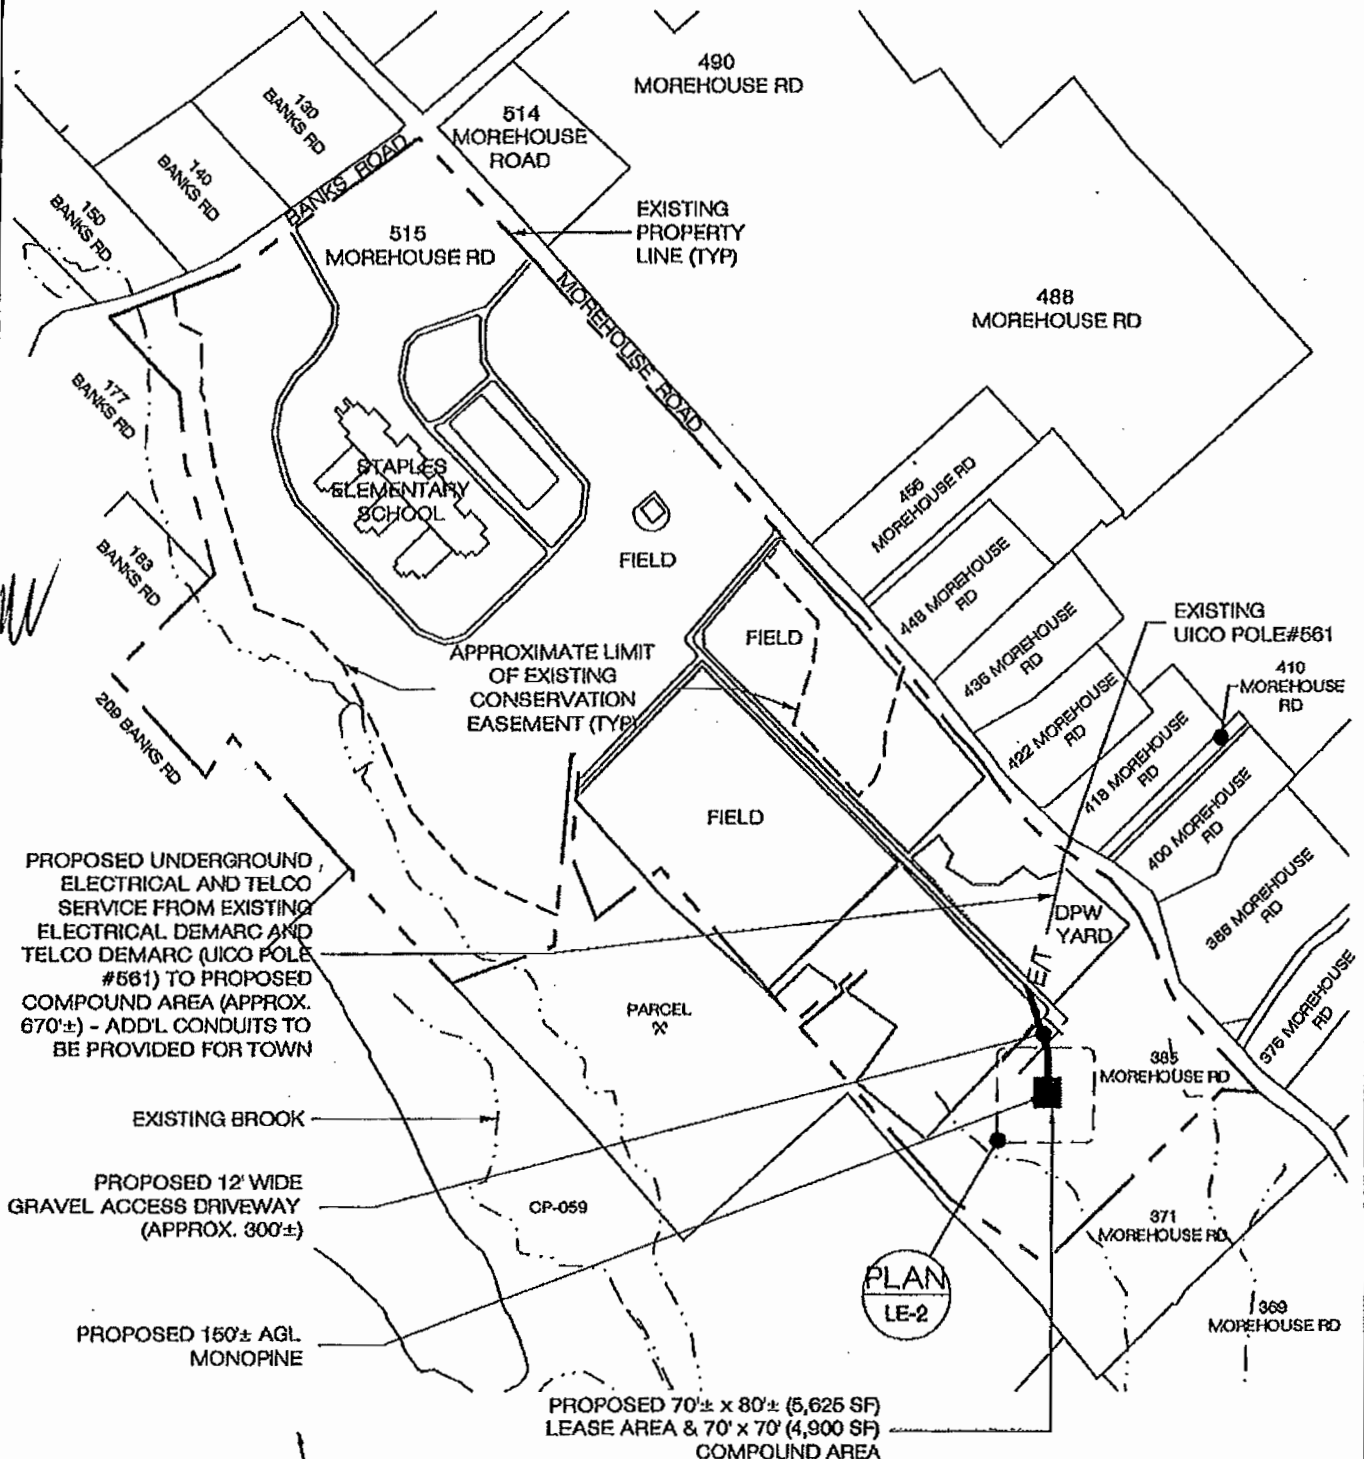 490
MOREHOUSE RD
130
BANKS RD
514
MOREHOUSE
ROAD
140
BANKS RD
BANKS ROAD
150
BANKS RD
EXISTING
PROPERTY
LINE (TYP)
515
MOREHOUSE RD
MOREHOUSE ROAD
488
MOREHOUSE RD
177
BANKS RD
STAPLES
ELEMENTARY
SCHOOL
456
MOREHOUSE RD
FIELD
183
BANKS RD
448 MOREHOUSE
RD
EXISTING
UICO POLE#561
FIELD
436 MOREHOUSE
RD
APPROXIMATE LIMIT
OF EXISTING
CONSERVATION
EASEMENT (TYP)
410
MOREHOUSE
RD
209 BANKS RD
422 MOREHOUSE
RD
418 MOREHOUSE
RD
FIELD
400 MOREHOUSE
RD
PROPOSED UNDERGROUND
ELECTRICAL AND TELCO
SERVICE FROM EXISTING
ELECTRICAL DEMARC AND
TELCO DEMARC (UICO POLE
#561) TO PROPOSED
COMPOUND AREA (APPROX.
670'±) - ADD'L CONDUITS TO
BE PROVIDED FOR TOWN
DPW
YARD
388 MOREHOUSE
RD
E/T
PARCEL
X
376 MOREHOUSE
RD
385
MOREHOUSE RD
EXISTING BROOK
PROPOSED 12' WIDE
GRAVEL ACCESS DRIVEWAY
(APPROX. 300'±)
CP-059
371
MOREHOUSE RD
PLAN
LE-2
369
MOREHOUSE RD
PROPOSED 150'± AGL
MONOPINE
PROPOSED 70'± x 80'± (5,625 SF)
LEASE AREA & 70' x 70' (4,900 SF)
COMPOUND AREA